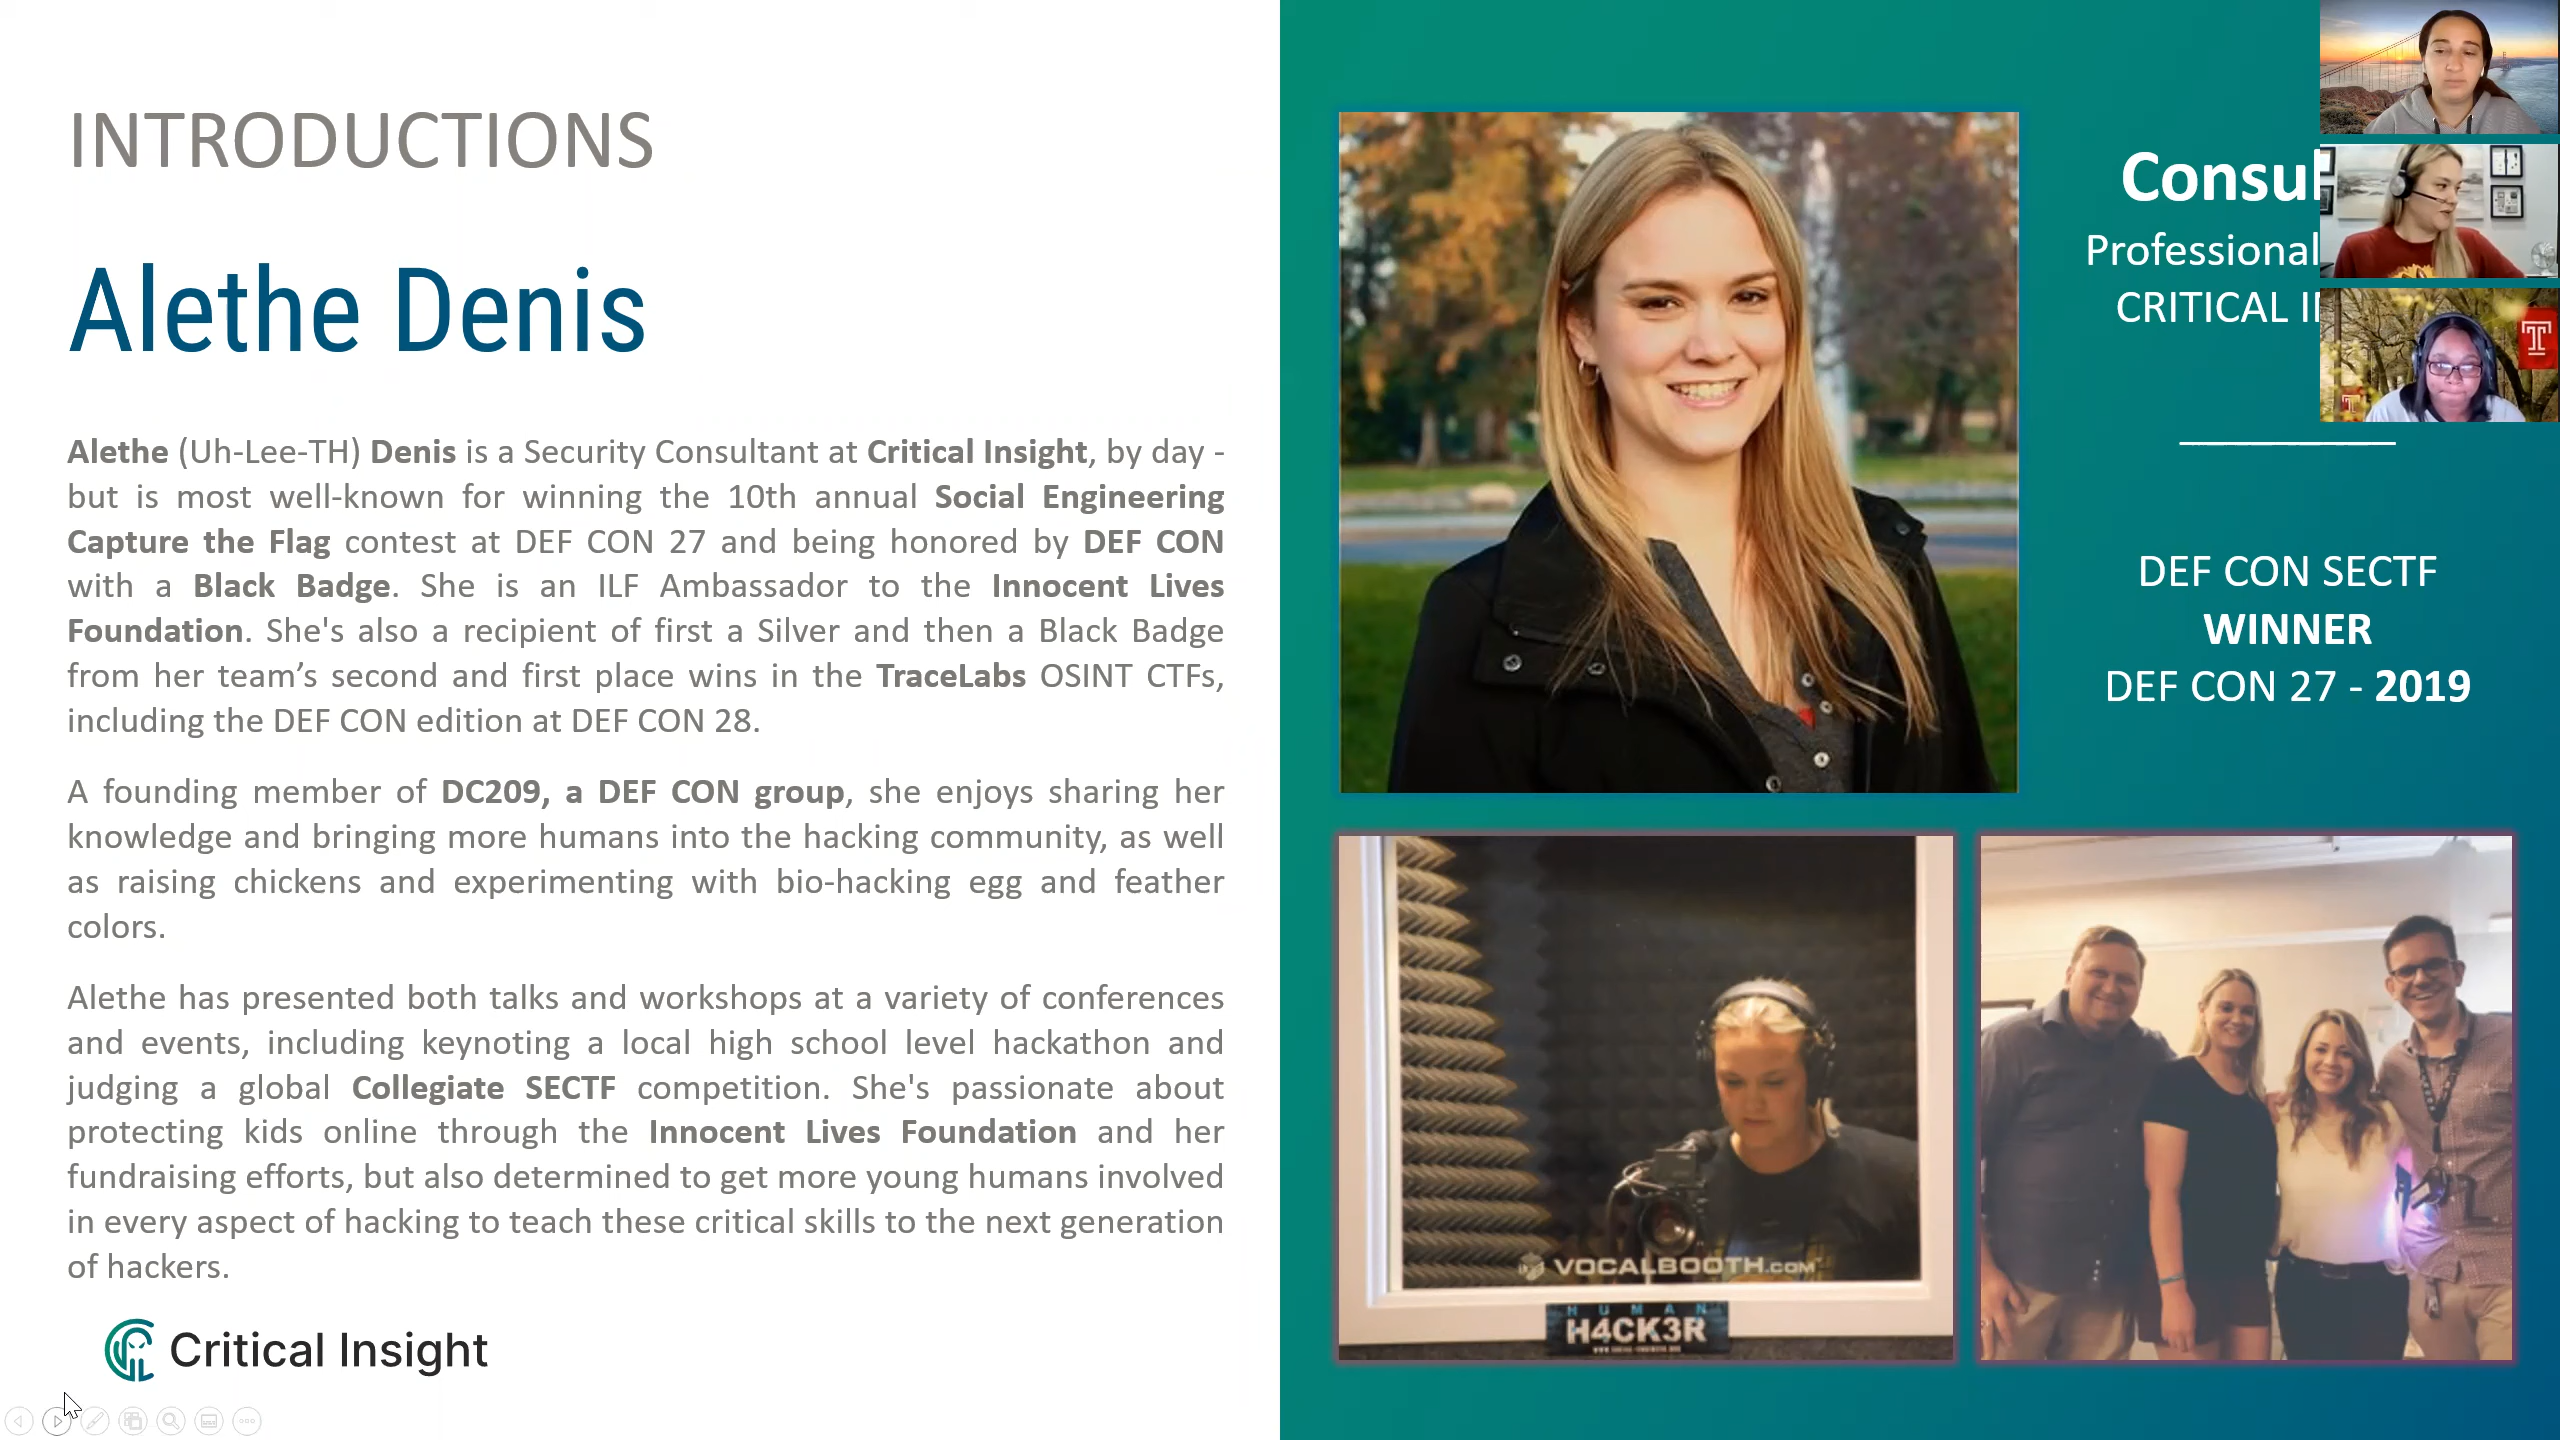 INTRODUCTIONS
Alethe Denis
Alethe (Uh-Lee-TH) Denis is a Security Consultant at Critical Insight, by day -
but is most well-known for winning the 10th annual Social Engineering
Capture the Flag contest at DEF CON 27 and being honored by DEF CON
with a Black Badge. She is an ILF Ambassador to the Innocent Lives
Foundation. She's also a recipient of first a Silver and then a Black Badge
from her team’s second and first place wins in the TraceLabs OSINT CTFs,
including the DEF CON edition at DEF CON 28.
A founding member of DC209, a DEF CON group, she enjoys sharing her
knowledge and bringing more humans into the hacking community, as well
as raising chickens and experimenting with bio-hacking egg and feather
colors.
Alethe has presented both talks and workshops at a variety of conferences
and events, including keynoting a local high school level hackathon and
judging a global Collegiate SECTF competition. She's passionate about
protecting kids online through the Innocent Lives Foundation and her
fundraising efforts, but also determined to get more young humans involved
in every aspect of hacking to teach these critical skills to the next generation
of hackers.
Critical Insight
Consul
Professional
CRITICAL I
DEF CON SECTF
WINNER
DEF CON 27 - 2019
VOCALBOOTH.COM
HUMAN
H4CK3R